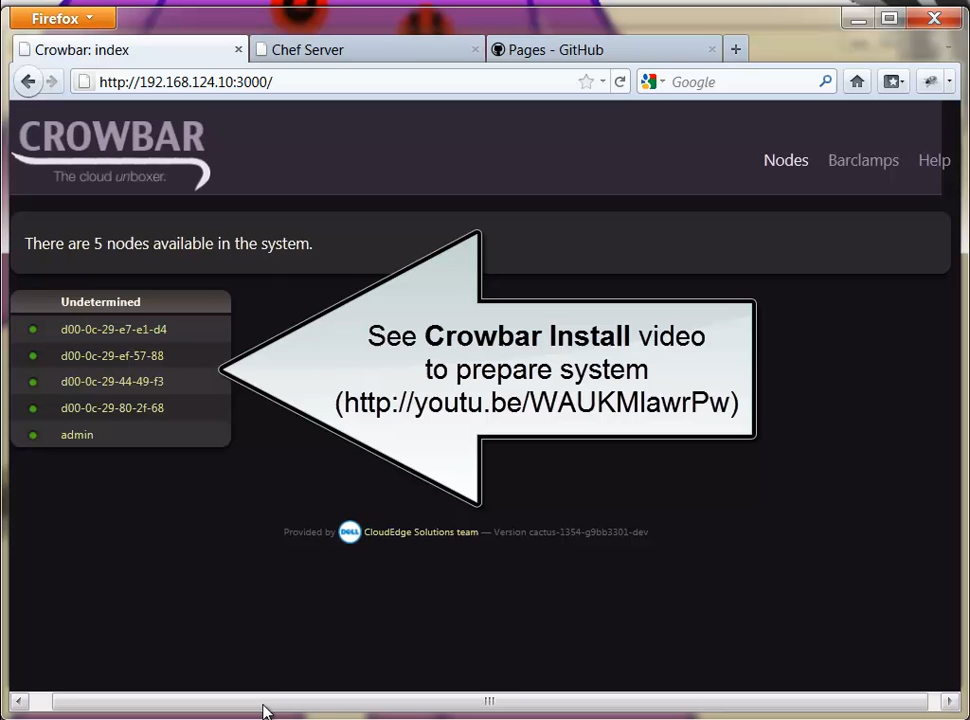 Firefox
Crowbar: index
Chef Server
Pages - GitHub
http://192.168.124.10:3000/
Google
CROWBAR
The cloud unboxer.
Nodes
Barclamps
Help
There are 5 nodes available in the system.
Undetermined
d00-0c-29-e7-e1-d4
d00-0c-29-ef-57-88
d00-0c-29-44-49-f3
d00-0c-29-80-2f-68
admin
See Crowbar Install video
to prepare system
(http://youtu.be/WAUKMlawrPw)
Provided by DELL CloudEdge Solutions team — Version cactus-1354-g9bb3301-dev